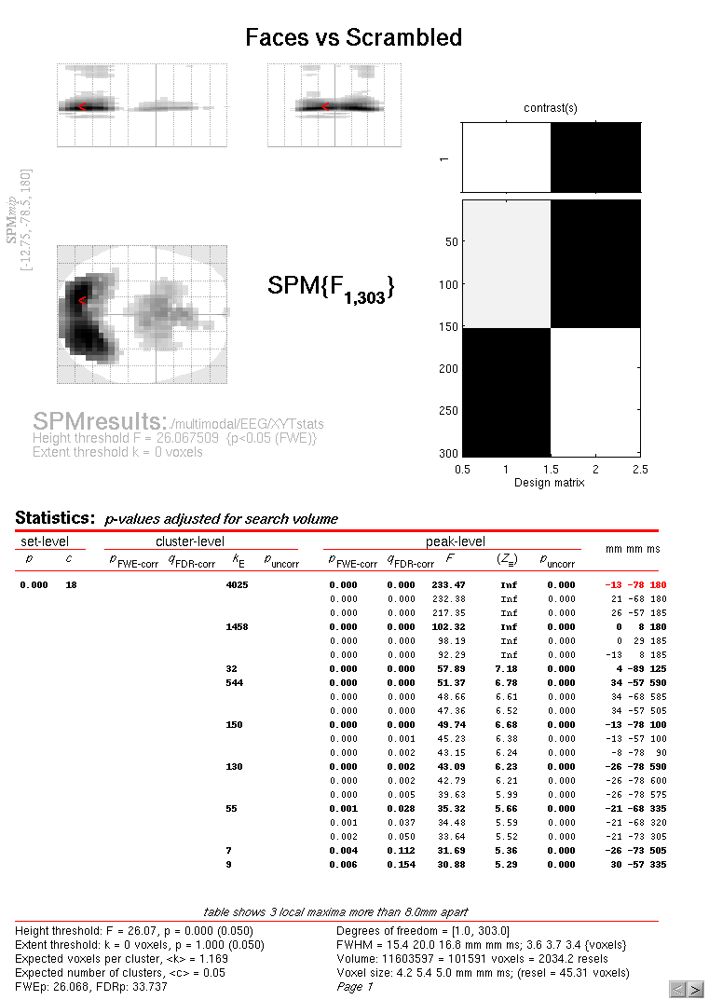 Faces vs Scrambled
contrast(s)
1
SPMmip
[-12.75, -78.5, 180]
<
<
<
SPM{F1,303}
50
100
150
200
250
300
0.5 1 1.5 2 2.5
Design matrix
SPMresults: ./multimodal/EEG/XYTstats
Height threshold F = 26.067509 {p<0.05 (FWE)}
Extent threshold k = 0 voxels
Statistics: p-values adjusted for search volume
set-level cluster-level peak-level mm mm ms
p c pFWE-corr qFDR-corr kE puncorr pFWE-corr qFDR-corr F (Z≡) puncorr
0.000 18 4025 0.000 0.000 233.47 Inf 0.000 -13 -78 180
0.000 0.000 232.38 Inf 0.000 21 -68 180
0.000 0.000 217.35 Inf 0.000 26 -57 185
1458 0.000 0.000 102.32 Inf 0.000 0 8 180
0.000 0.000 98.19 Inf 0.000 0 29 185
0.000 0.000 92.29 Inf 0.000 -13 8 185
32 0.000 0.000 57.89 7.18 0.000 4 -89 125
544 0.000 0.000 51.37 6.78 0.000 34 -57 590
0.000 0.000 48.66 6.61 0.000 34 -68 585
0.000 0.000 47.36 6.52 0.000 34 -57 505
150 0.000 0.000 49.74 6.68 0.000 -13 -78 100
0.000 0.001 45.23 6.38 0.000 -13 -57 100
0.000 0.002 43.15 6.24 0.000 -8 -78 90
130 0.000 0.002 43.09 6.23 0.000 -26 -78 590
0.000 0.002 42.79 6.21 0.000 -26 -78 600
0.000 0.005 39.63 5.99 0.000 -26 -78 575
55 0.001 0.028 35.32 5.66 0.000 -21 -68 335
0.001 0.037 34.48 5.59 0.000 -21 -68 320
0.002 0.050 33.64 5.52 0.000 -21 -73 305
7 0.004 0.112 31.69 5.36 0.000 -26 -73 505
9 0.006 0.154 30.88 5.29 0.000 30 -57 335
table shows 3 local maxima more than 8.0mm apart
Height threshold: F = 26.07, p = 0.000 (0.050)
Extent threshold: k = 0 voxels, p = 1.000 (0.050)
Expected voxels per cluster, <k> = 1.169
Expected number of clusters, <c> = 0.05
FWEp: 26.068, FDRp: 33.737
Degrees of freedom = [1.0, 303.0]
FWHM = 15.4 20.0 16.8 mm mm ms; 3.6 3.7 3.4 {voxels}
Volume: 11603597 = 101591 voxels = 2034.2 resels
Voxel size: 4.2 5.4 5.0 mm mm ms; (resel = 45.31 voxels)
Page 1
< >